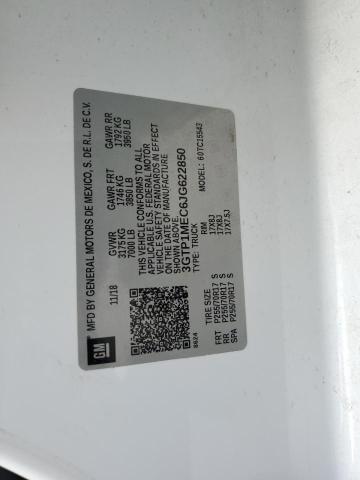 MFD BY GENERAL MOTORS DE MEXICO, S. DE R.L. DE C.V.
GM
11/18
GVWR
3175 KG
7000 LB
GAWR FRT
1746 KG
3850 LB
GAWR RR
1792 KG
3950 LB
THIS VEHICLE CONFORMS TO ALL
APPLICABLE U.S. FEDERAL MOTOR
VEHICLE SAFETY STANDARDS IN EFFECT
ON THE DATE OF MANUFACTURE
SHOWN ABOVE.
3GTP1MEC6JG622850
TYPE: TRUCK
MODEL: 60TC15543
8624
TIRE SIZE
RIM
FRT P255/70R17 S 17X8J
RR P255/70R17 S 17X8J
SPA P255/70R17 S 17X7.5J